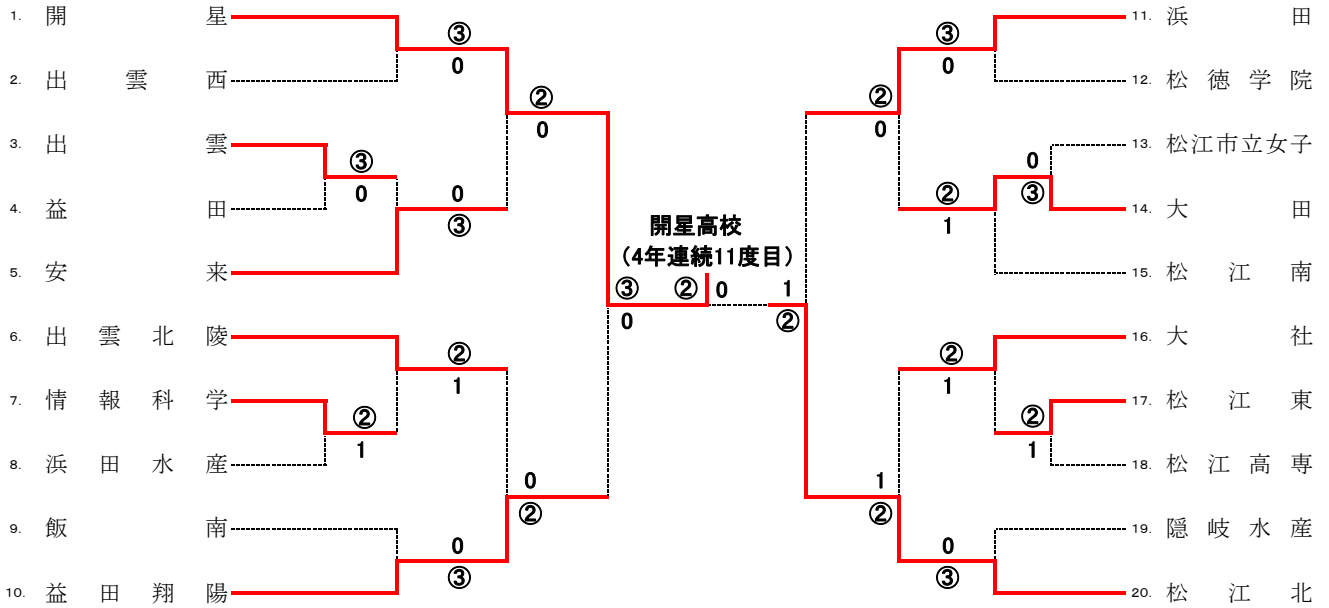 1. 開星
2. 出雲西
3. 出雲
4. 益田
5. 安来
6. 出雲北陵
7. 情報科学
8. 浜田水産
9. 飯南
10. 益田翔陽
③
0
②
0
③
0
0
③
②
1
②
1
0
②
0
③
開星高校
(4年連続11度目)
③ ② 0 1
0 ②
③
0
②
0
0
③
②
1
②
1
②
1
1
②
0
③
11. 浜田
12. 松徳学院
13. 松江市立女子
14. 大田
15. 松江南
16. 大社
17. 松江東
18. 松江高専
19. 隠岐水産
20. 松江北